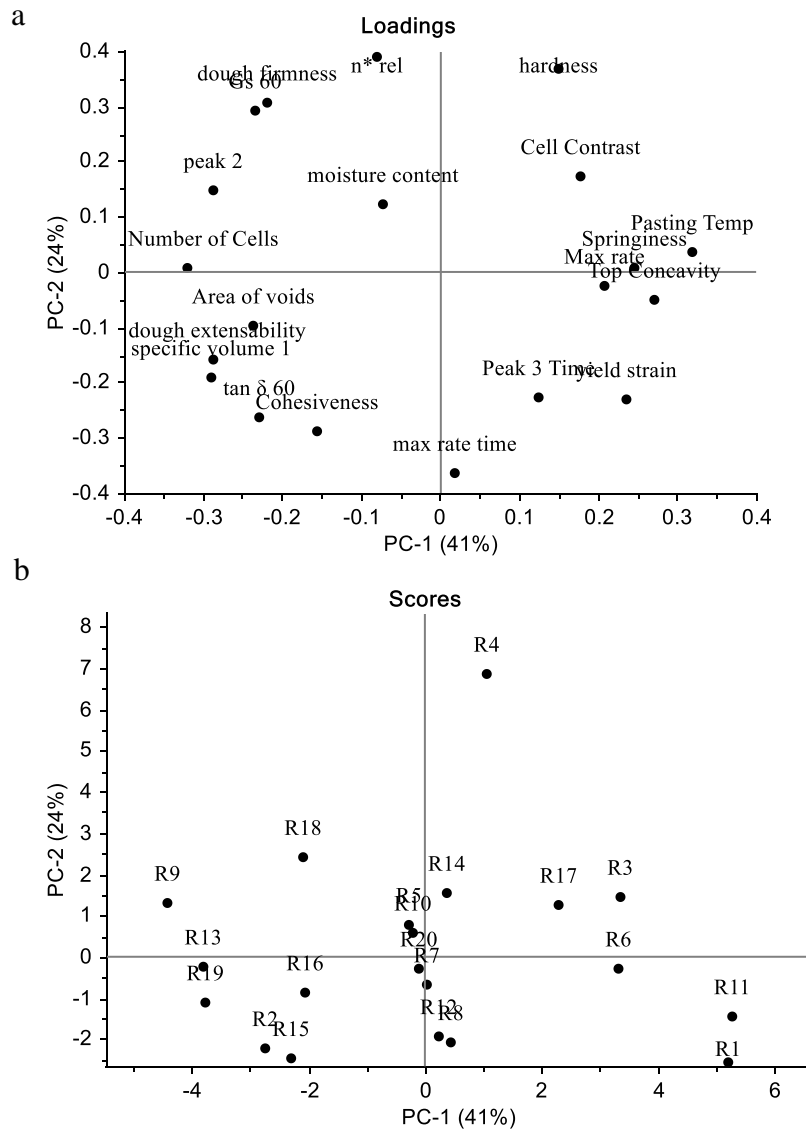 a
Loadings
0.4
n* rel
hardness
dough firmness
Gs 60
0.3
Cell Contrast
0.2
peak 2
moisture content
0.1
Number of Cells
Pasting Temp
Springiness
Max rate
Top Concavity
0
Area of voids
-0.1
dough extensability
specific volume 1
Peak 3 Time
yield strain
-0.2
tan δ 60
Cohesiveness
-0.3
max rate time
-0.4
PC-2 (24%)
-0.4 -0.3 -0.2 -0.1 0 0.1 0.2 0.3 0.4
PC-1 (41%)
b
Scores
8
R4
7
6
5
4
3
R18
2
R9
R14
R17
R3
R5
R10
1
R13
R20
R6
0
R19
R16
R7
R11
-1
R2
R15
R12
R8
R1
-2
PC-2 (24%)
-4 -2 0 2 4 6
PC-1 (41%)